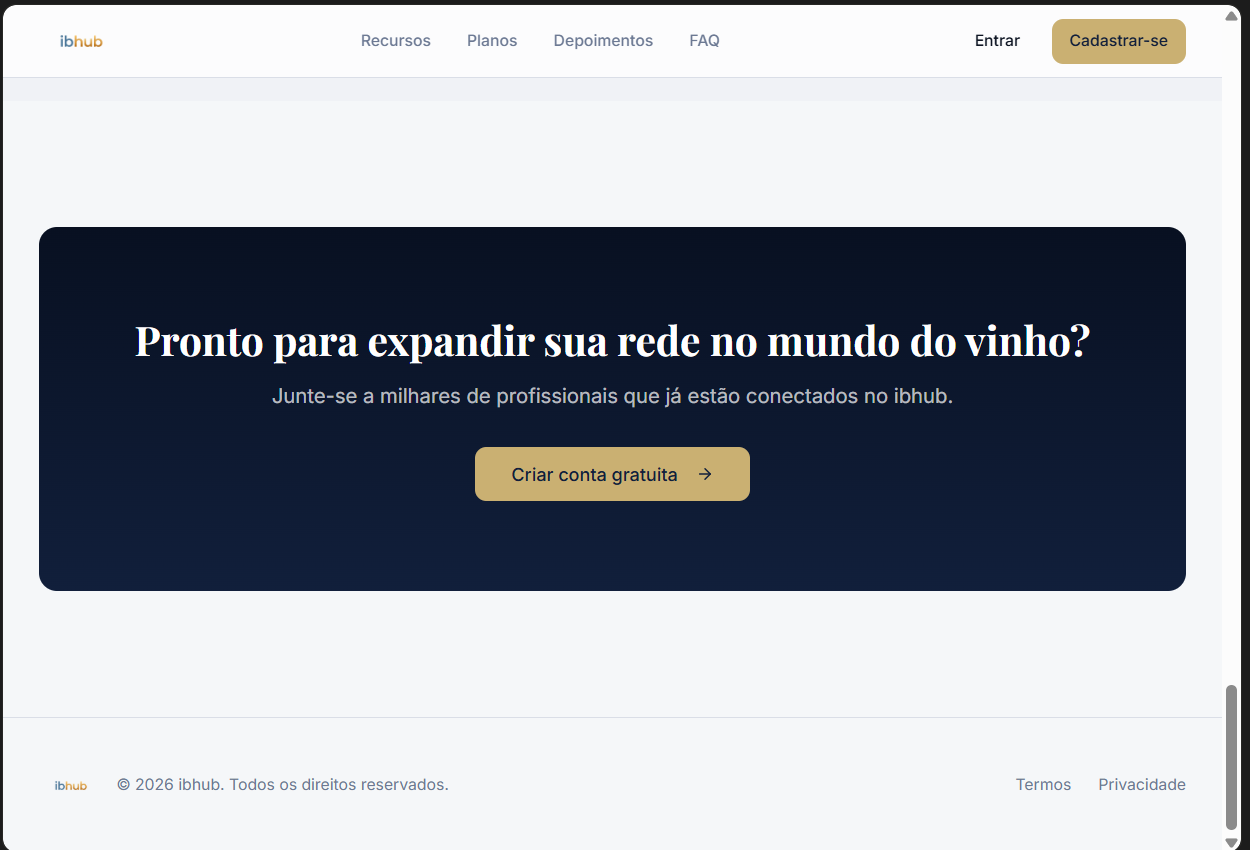 ibhub
Recursos
Planos
Depoimentos
FAQ
Entrar
Cadastrar-se
Pronto para expandir sua rede no mundo do vinho?
Junte-se a milhares de profissionais que já estão conectados no ibhub.
Criar conta gratuita →
ibhub
© 2026 ibhub. Todos os direitos reservados.
Termos
Privacidade